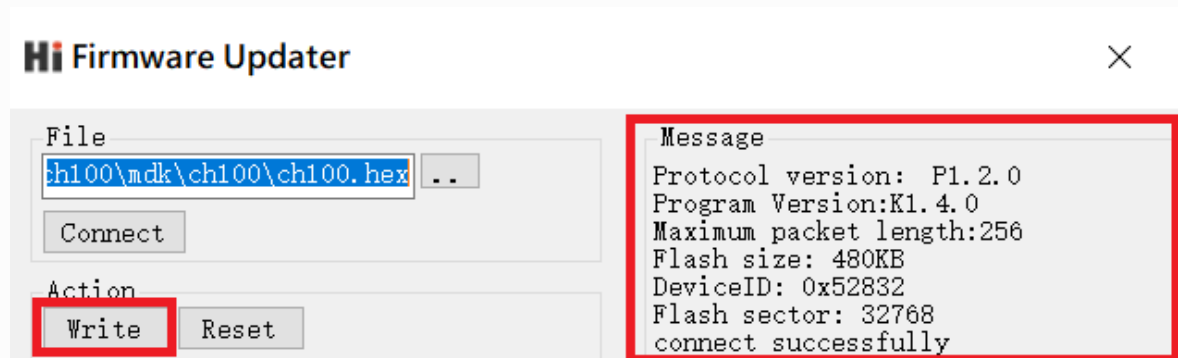 Hi Firmware Updater
File
ch100\mdk\ch100\ch100.hex ..
Connect
Action
Write Reset
Message
Protocol version: P1.2.0
Program Version:K1.4.0
Maximum packet length:256
Flash size: 480KB
DeviceID: 0x52832
Flash sector: 32768
connect successfully